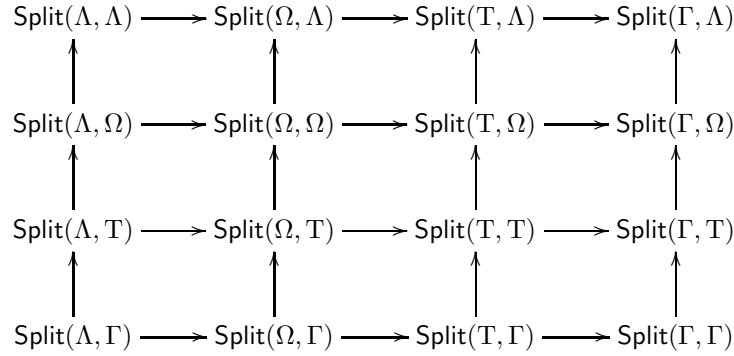 Split(Λ, Λ) Split(Ω, Λ) Split(Τ, Λ) Split(Γ, Λ)
Split(Λ, Ω) Split(Ω, Ω) Split(Τ, Ω) Split(Γ, Ω)
Split(Λ, Τ) Split(Ω, Τ) Split(Τ, Τ) Split(Γ, Τ)
Split(Λ, Γ) Split(Ω, Γ) Split(Τ, Γ) Split(Γ, Γ)